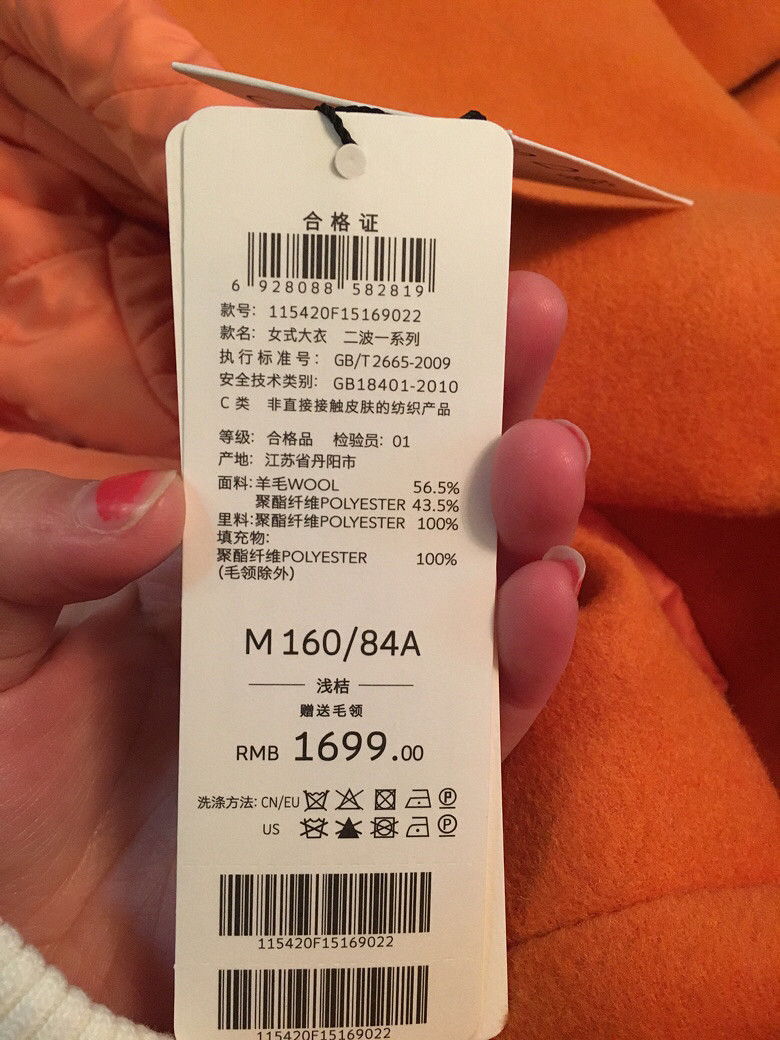 合格证
6 928088 582819
款号: 115420F15169022
款名: 女式大衣 二波一系列
执行标准号: GB/T2665-2009
安全技术类别: GB18401-2010
C 类 非直接接触皮肤的纺织产品
等级: 合格品 检验员: 01
产地: 江苏省丹阳市
面料:羊毛WOOL 56.5%
聚酯纤维POLYESTER 43.5%
里料:聚酯纤维POLYESTER 100%
填充物:
聚酯纤维POLYESTER 100%
(毛领除外)
M 160/84A
浅桔
赠送毛领
RMB 1699.00
洗涤方法: CN/EU
US
115420F15169022
115420F15169022